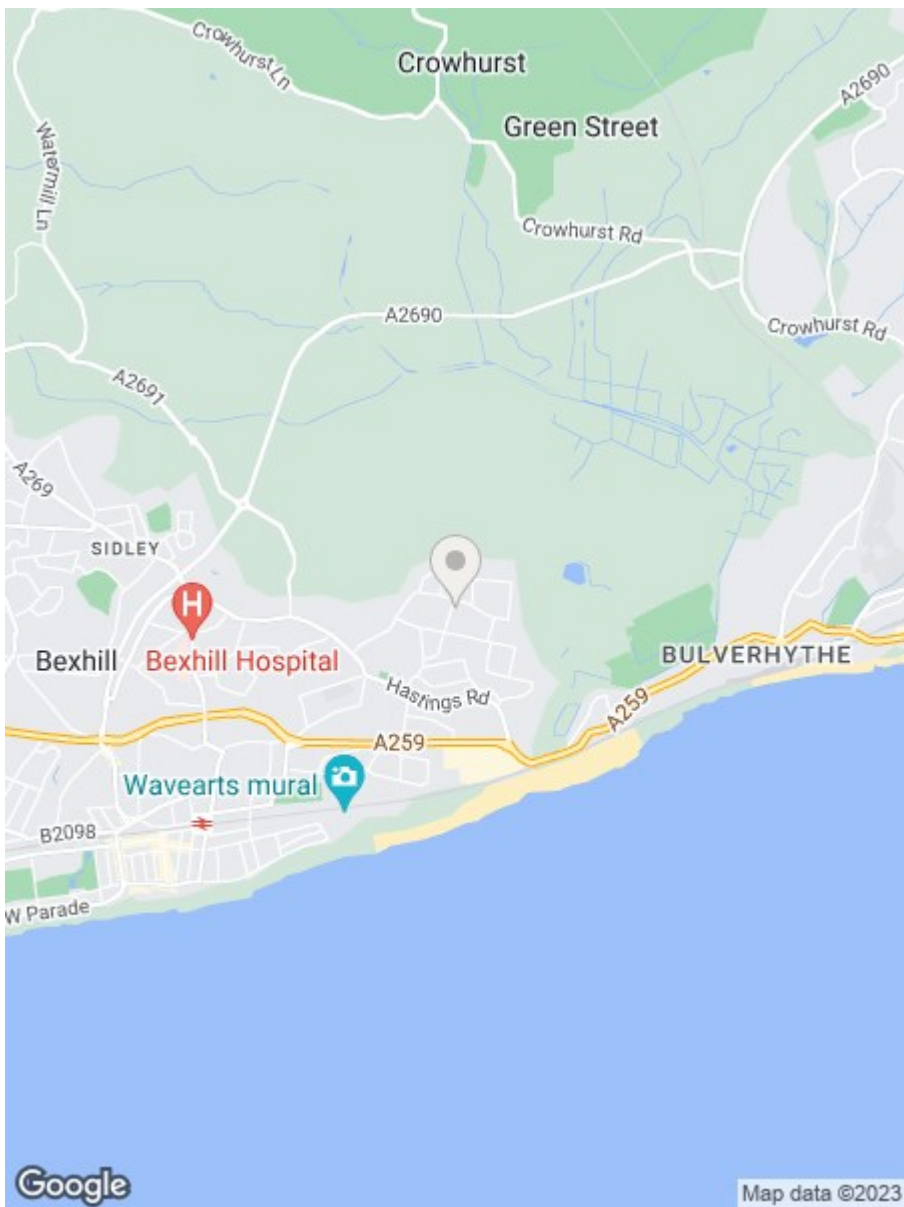 Crowhurst Ln
Crowhurst
A2690
Green Street
Watermill Ln
Crowhurst Rd
A2690
Crowhurst Rd
A2691
A269
SIDLEY
H
Bexhill
Bexhill Hospital
BULVERHYTHE
Hastings Rd
A259
A259
Wavearts mural
B2098
W Parade
Google
Map data ©2023